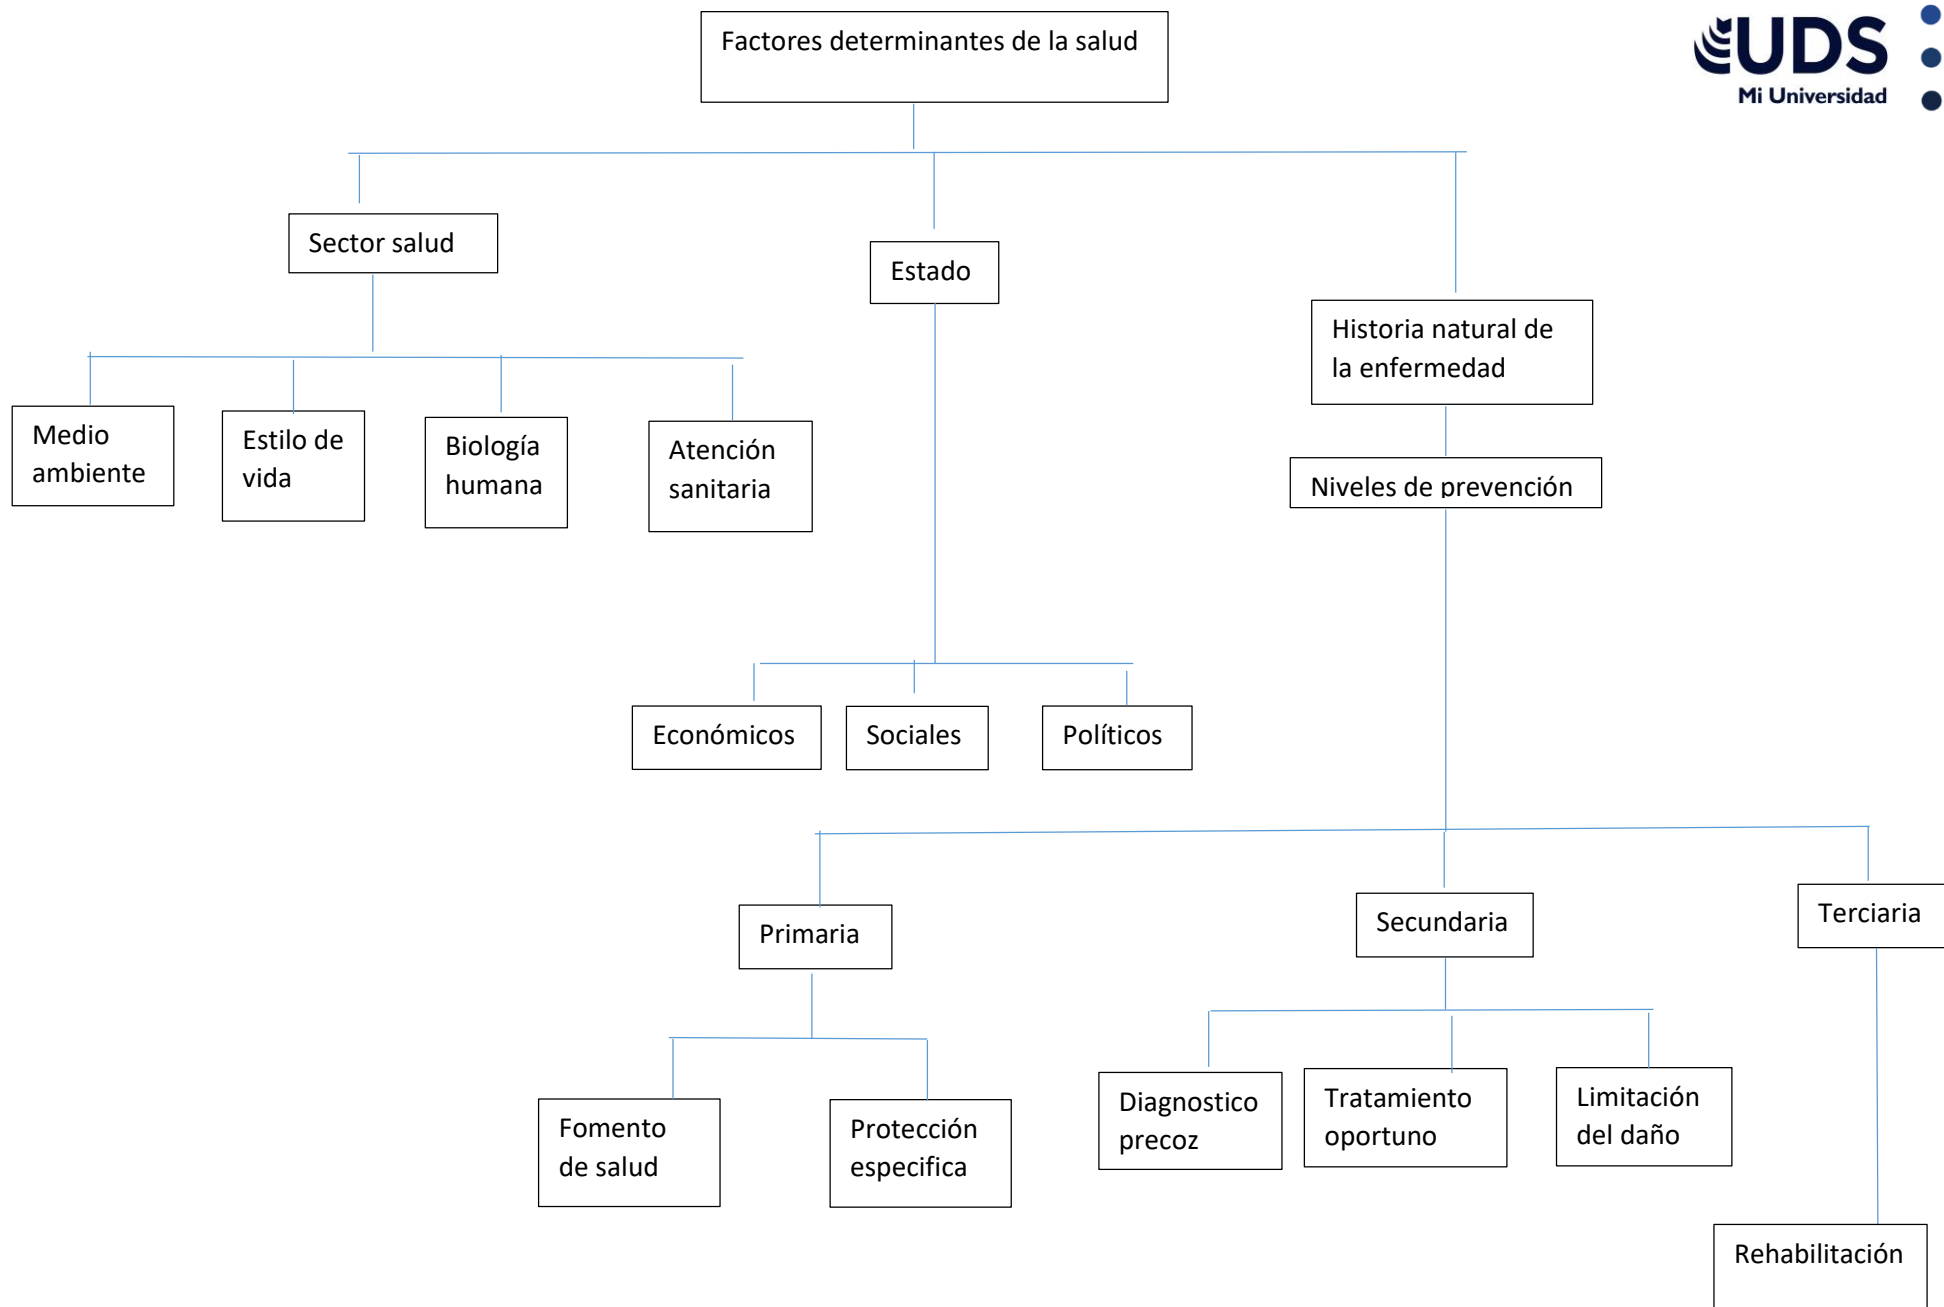 Factores determinantes de la salud
UDS
Mi Universidad
Sector salud
Estado
Historia natural de
la enfermedad
Medio
ambiente
Estilo de
vida
Biología
humana
Atención
sanitaria
Niveles de prevención
Económicos
Sociales
Políticos
Primaria
Secundaria
Terciaria
Fomento
de salud
Protección
especifica
Diagnostico
precoz
Tratamiento
oportuno
Limitación
del daño
Rehabilitación